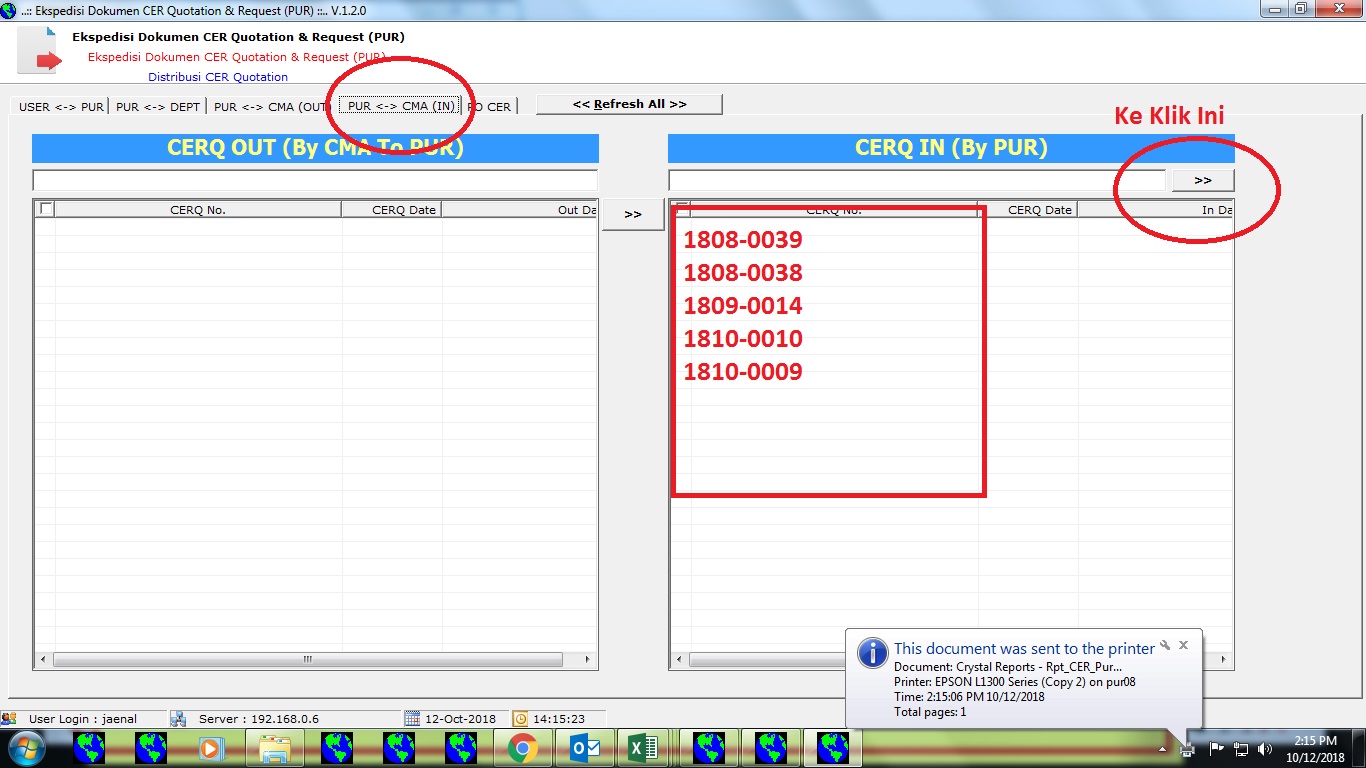 ..:: Ekspedisi Dokumen CER Quotation & Request (PUR) ::.. V.1.2.0
Ekspedisi Dokumen CER Quotation & Request (PUR)
Ekspedisi Dokumen CER Quotation & Request (PUR)
Distribusi CER Quotation
USER <-> PUR PUR <-> DEPT PUR <-> CMA (OUT) PUR <-> CMA (IN) CER << Refresh All >>
Ke Klik Ini
CERQ OUT (By CMA To PUR) CERQ IN (By PUR)
>>
CERQ No. CERQ Date Out Da >> CERQ No. CERQ Date In Da
1808-0039
1808-0038
1809-0014
1810-0010
1810-0009
This document was sent to the printer
Document: Crystal Reports - Rpt_CER_Pur...
Printer: EPSON L1300 Series (Copy 2) on pur08
Time: 2:15:06 PM 10/12/2018
Total pages: 1
User Login : jaenal Server : 192.168.0.6 12-Oct-2018 14:15:23
2:15 PM
10/12/2018